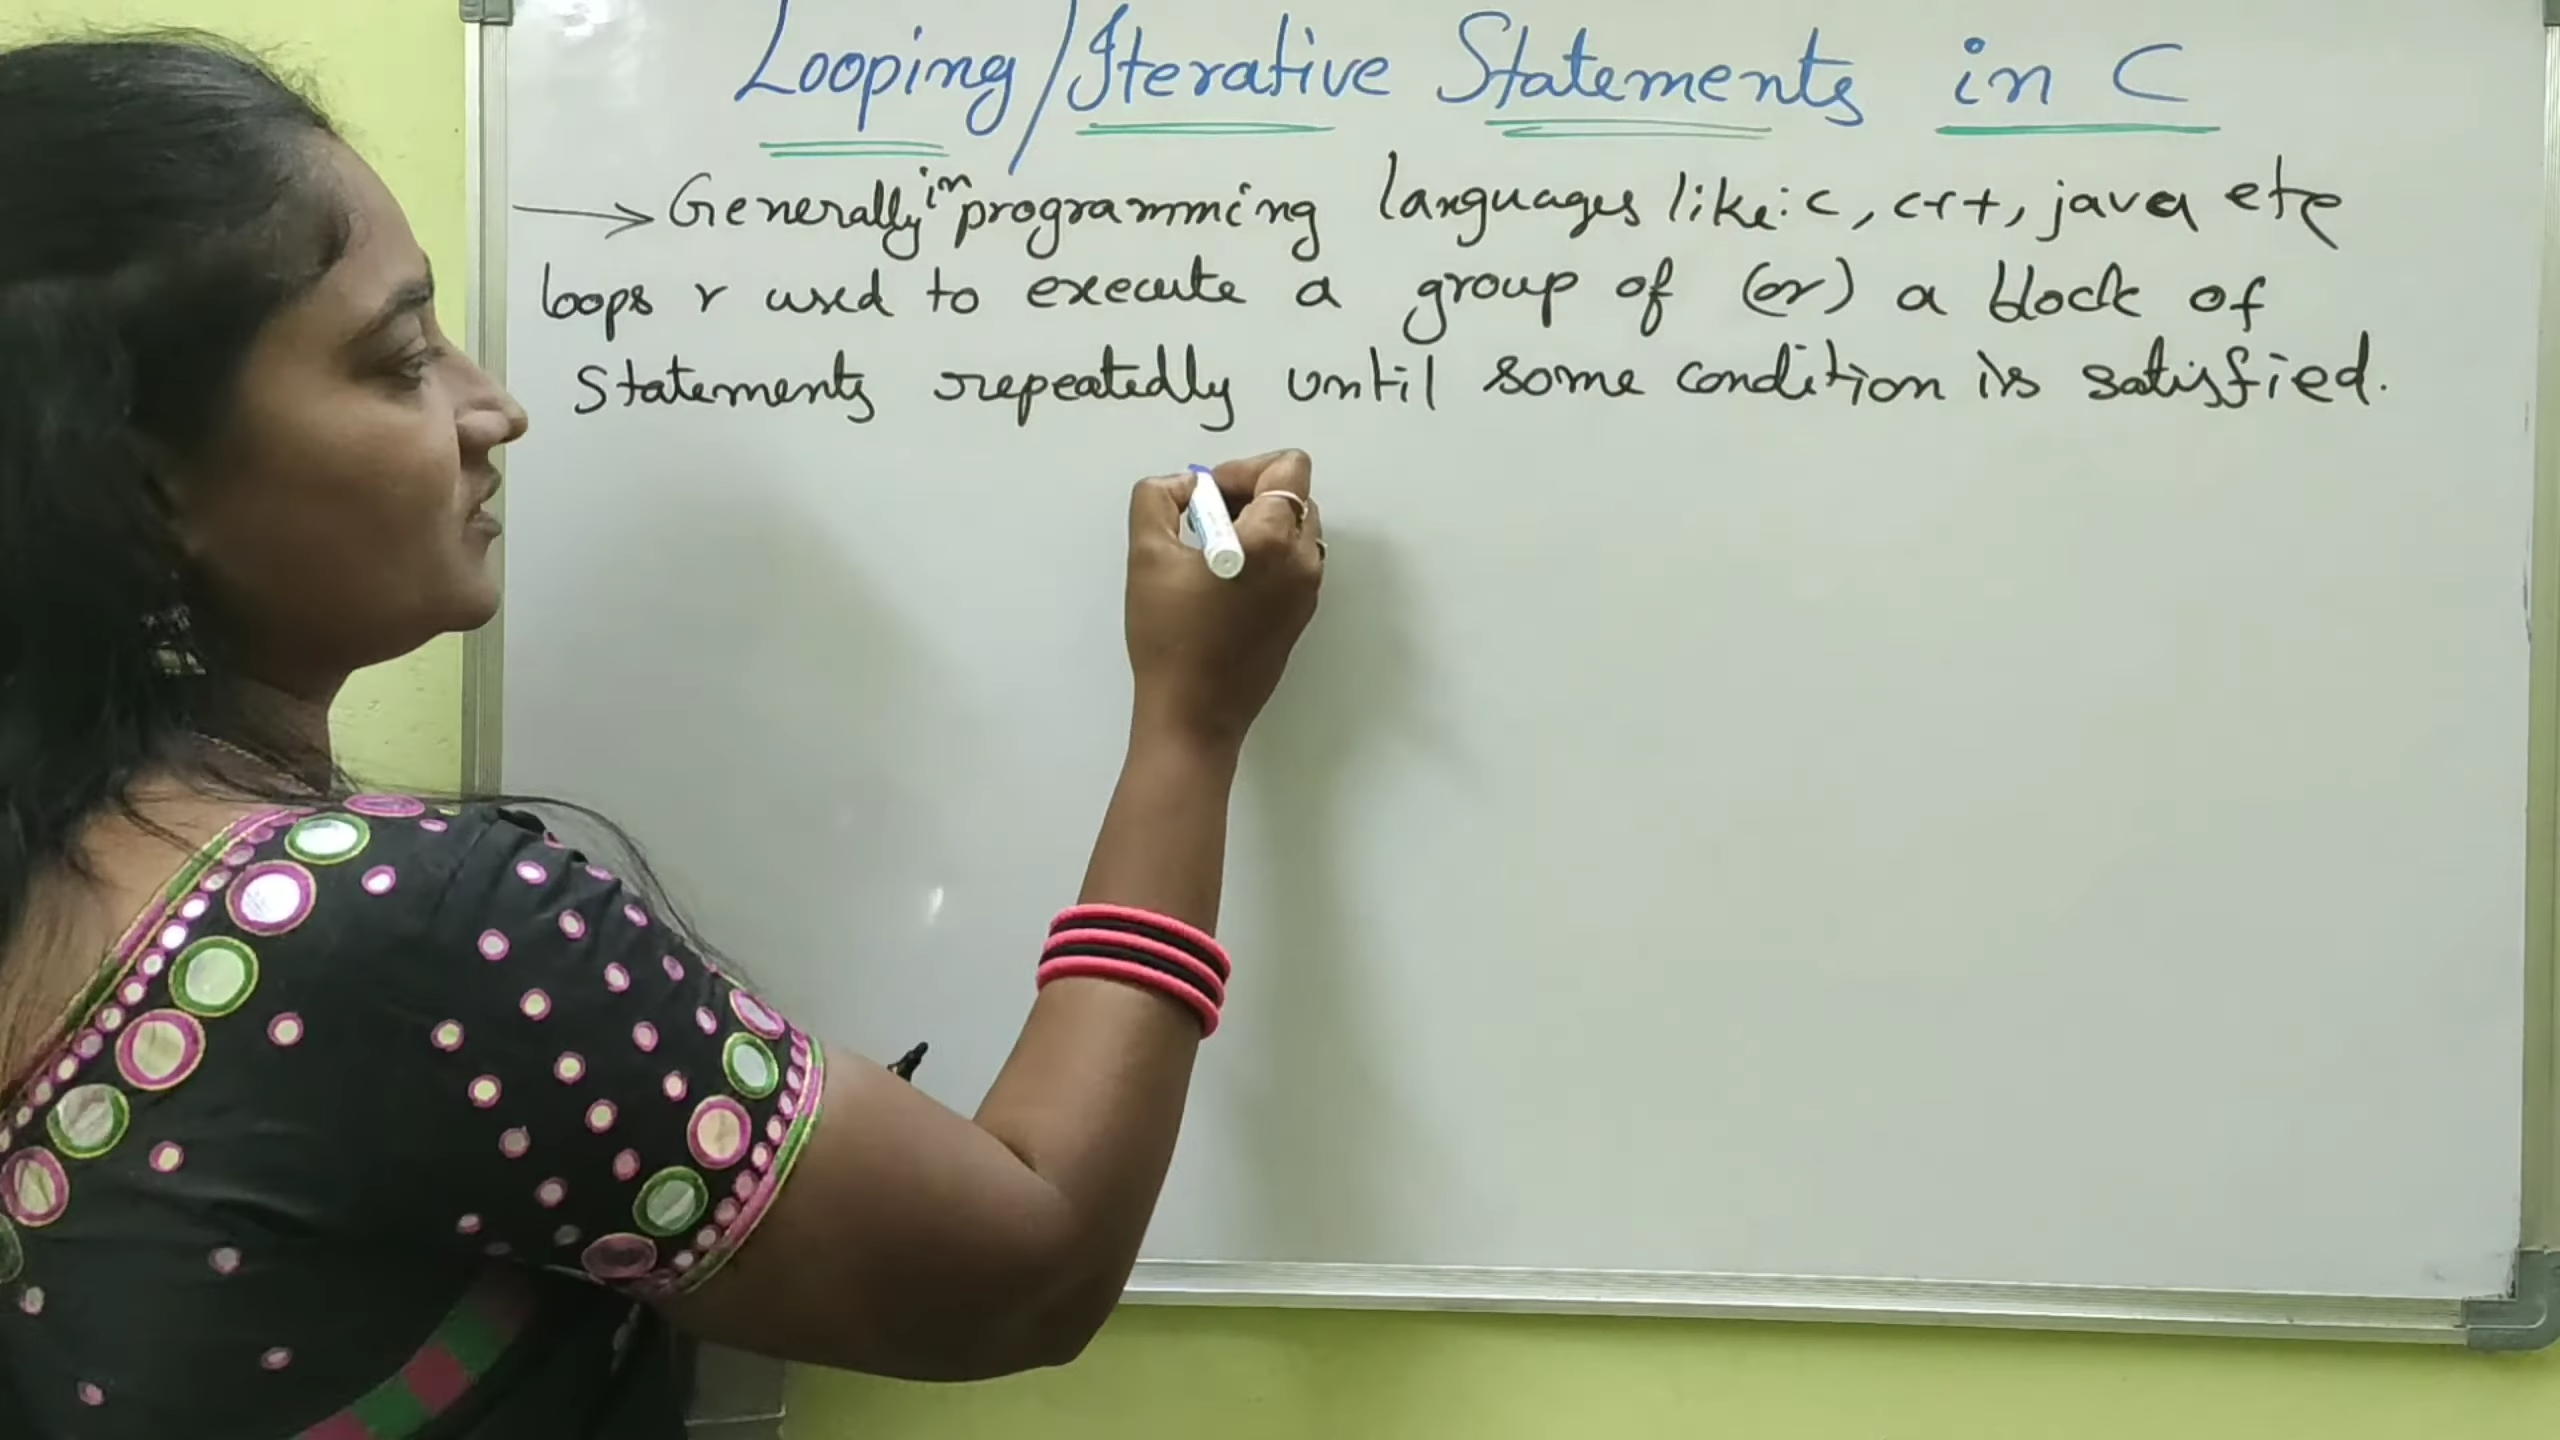 Looping/Iterative Statements in C
→ Generally in programming languages like: c, c++, java etc
loops r used to execute a group of (or) a block of
statements repeatedly until some condition is satisfied.